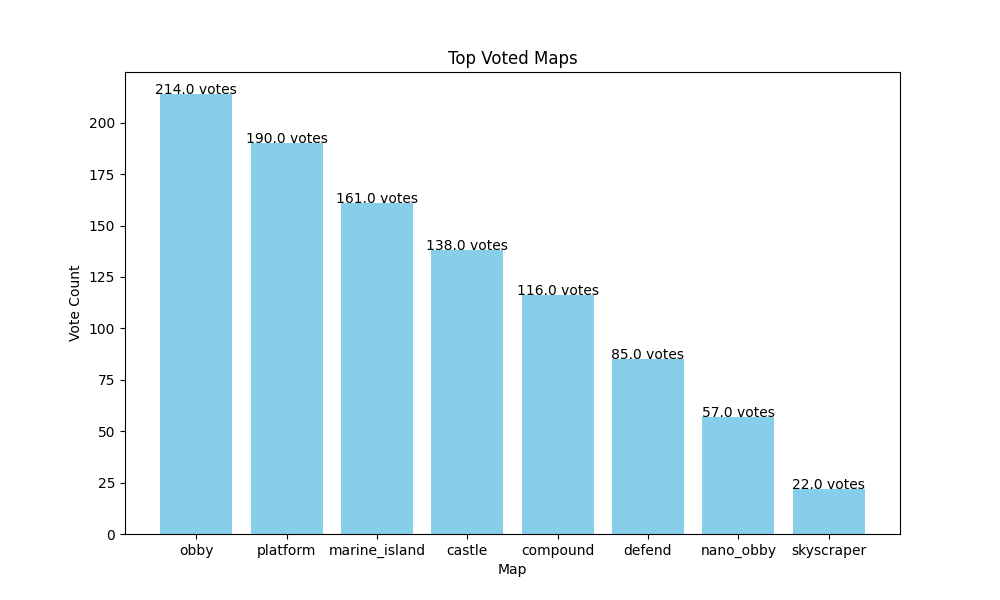 Top Voted Maps
214.0 votes
190.0 votes
161.0 votes
138.0 votes
116.0 votes
85.0 votes
57.0 votes
22.0 votes
200
175
150
125
100
75
50
25
0
Vote Count
obby platform marine_island castle compound defend nano_obby skyscraper
Map